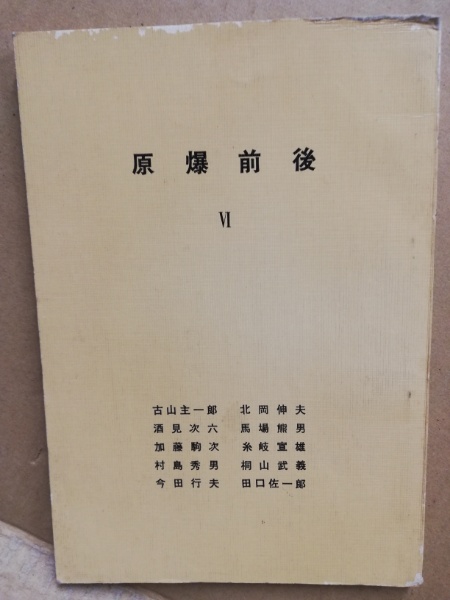 原爆前後
Ⅵ
古山主一郎 北岡伸夫
酒見次六 馬場熊男
加藤駒次 糸岐宣雄
村島秀男 桐山武義
今田行夫 田口佐一郎